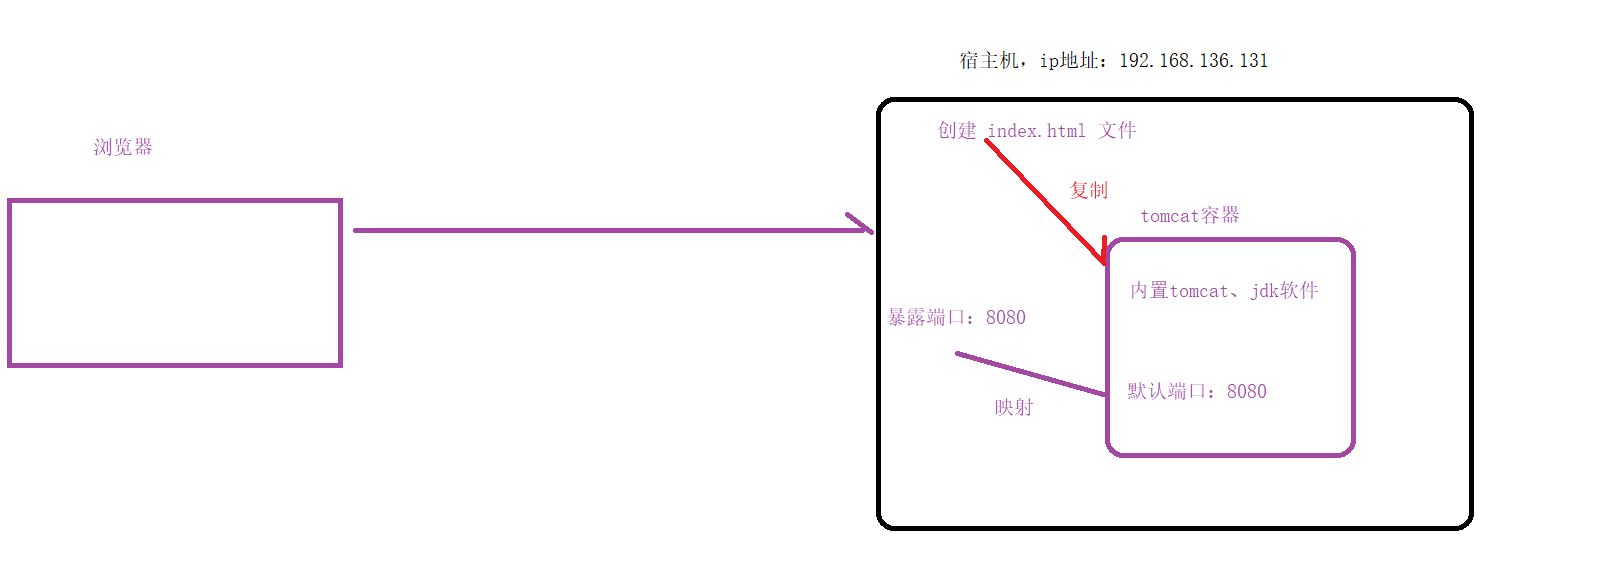 宿主机，ip地址：192.168.136.131
浏览器
创建 index.html 文件
复制
tomcat容器
内置tomcat、jdk软件
暴露端口：8080
默认端口：8080
映射